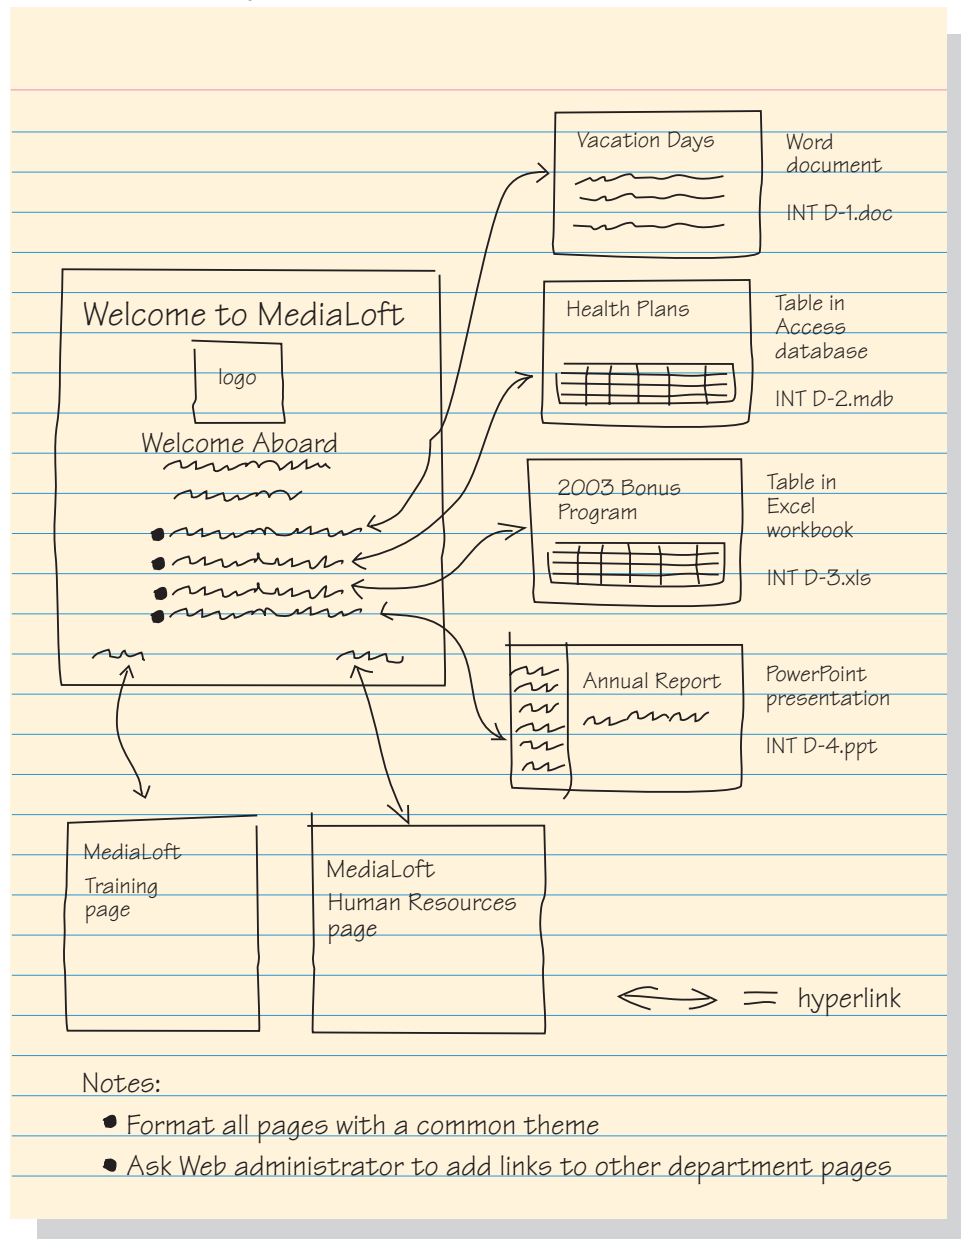 Vacation Days
Word
document
INT D-1.doc
Welcome to MediaLoft
logo
Welcome Aboard
Health Plans
Table in
Access
database
INT D-2.mdb
2003 Bonus
Program
Table in
Excel
workbook
INT D-3.xls
Annual Report
PowerPoint
presentation
INT D-4.ppt
MediaLoft
Training
page
MediaLoft
Human Resources
page
= hyperlink
Notes:
• Format all pages with a common theme
• Ask Web administrator to add links to other department pages